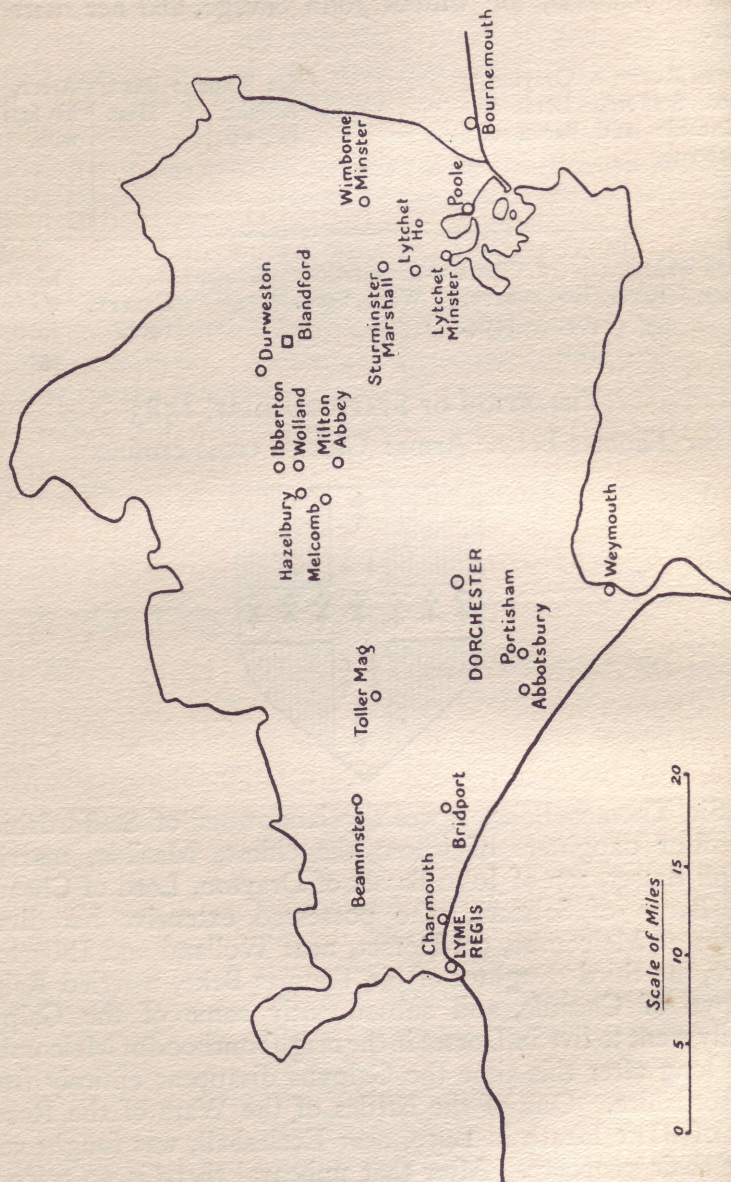 Ibberton
Wolland
Milton
Abbey
Hazelbury
Melcomb
Durweston
Blandford
Wimborne
Minster
Sturminster
Marshall
Lytchet
Ho
Lytchet
Minster
Poole
Bournemouth
Beaminster
Toller Mag
DORCHESTER
Portisham
Abbotsbury
Weymouth
Bridport
Charmouth
LYME
REGIS
Scale of Miles
0 5 10 15 20